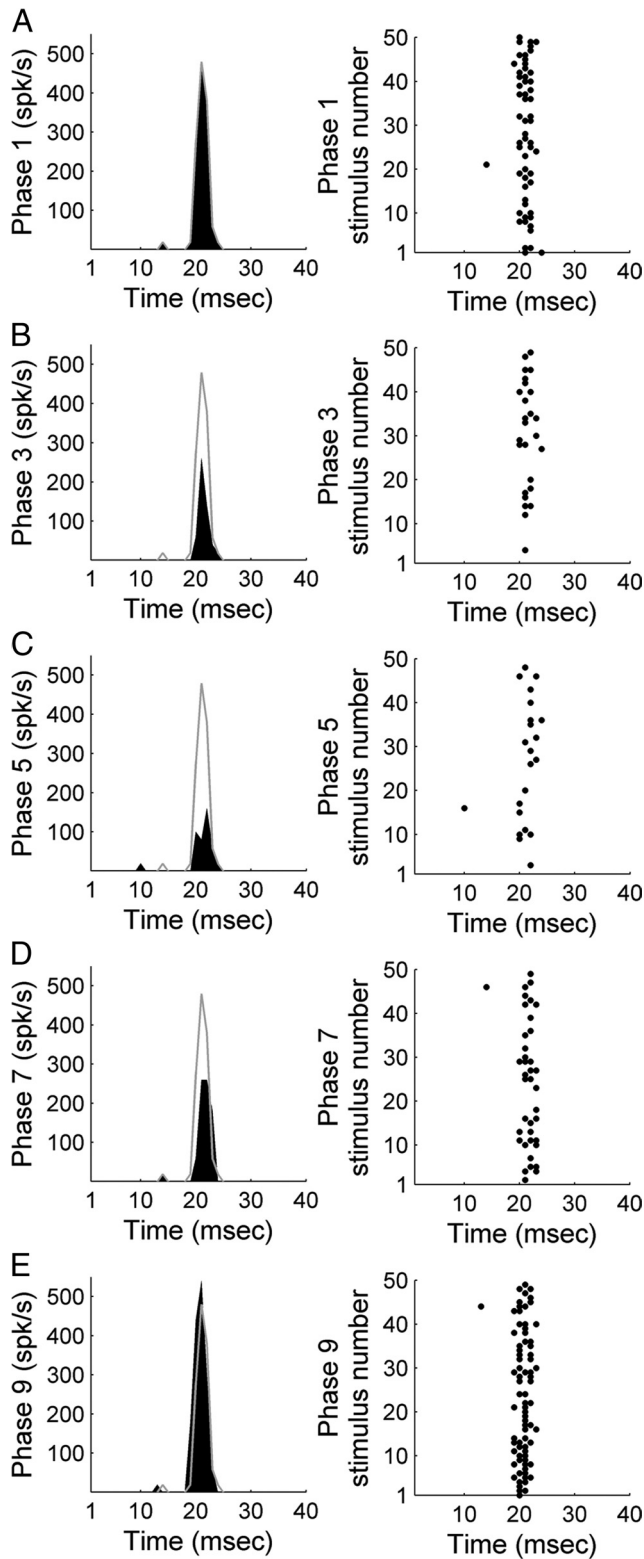 A
Phase 1 (spk/s)
500
400
300
200
100
1 10 20 30 40
Time (msec)
Phase 1
stimulus number
50
40
30
20
10
1
10 20 30 40
Time (msec)
B
Phase 3 (spk/s)
500
400
300
200
100
1 10 20 30 40
Time (msec)
Phase 3
stimulus number
50
40
30
20
10
1
10 20 30 40
Time (msec)
C
Phase 5 (spk/s)
500
400
300
200
100
1 10 20 30 40
Time (msec)
Phase 5
stimulus number
50
40
30
20
10
1
10 20 30 40
Time (msec)
D
Phase 7 (spk/s)
500
400
300
200
100
1 10 20 30 40
Time (msec)
Phase 7
stimulus number
50
40
30
20
10
1
10 20 30 40
Time (msec)
E
Phase 9 (spk/s)
500
400
300
200
100
1 10 20 30 40
Time (msec)
Phase 9
stimulus number
50
40
30
20
10
1
10 20 30 40
Time (msec)